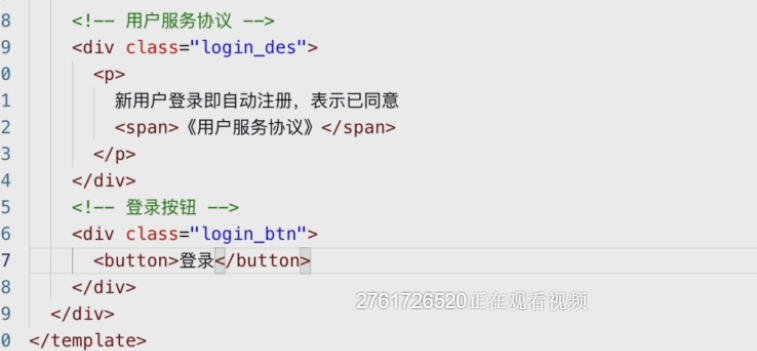 8 <!-- 用户服务协议 -->
9 <div class="login_des">
0 <p>
1 新用户登录即自动注册，表示已同意
2 <span>《用户服务协议》</span>
3 </p>
4 </div>
5 <!-- 登录按钮 -->
6 <div class="login_btn">
7 <button>登录</button>
8 </div>
2761726520正在观看视频
9 </div>
0 </template>